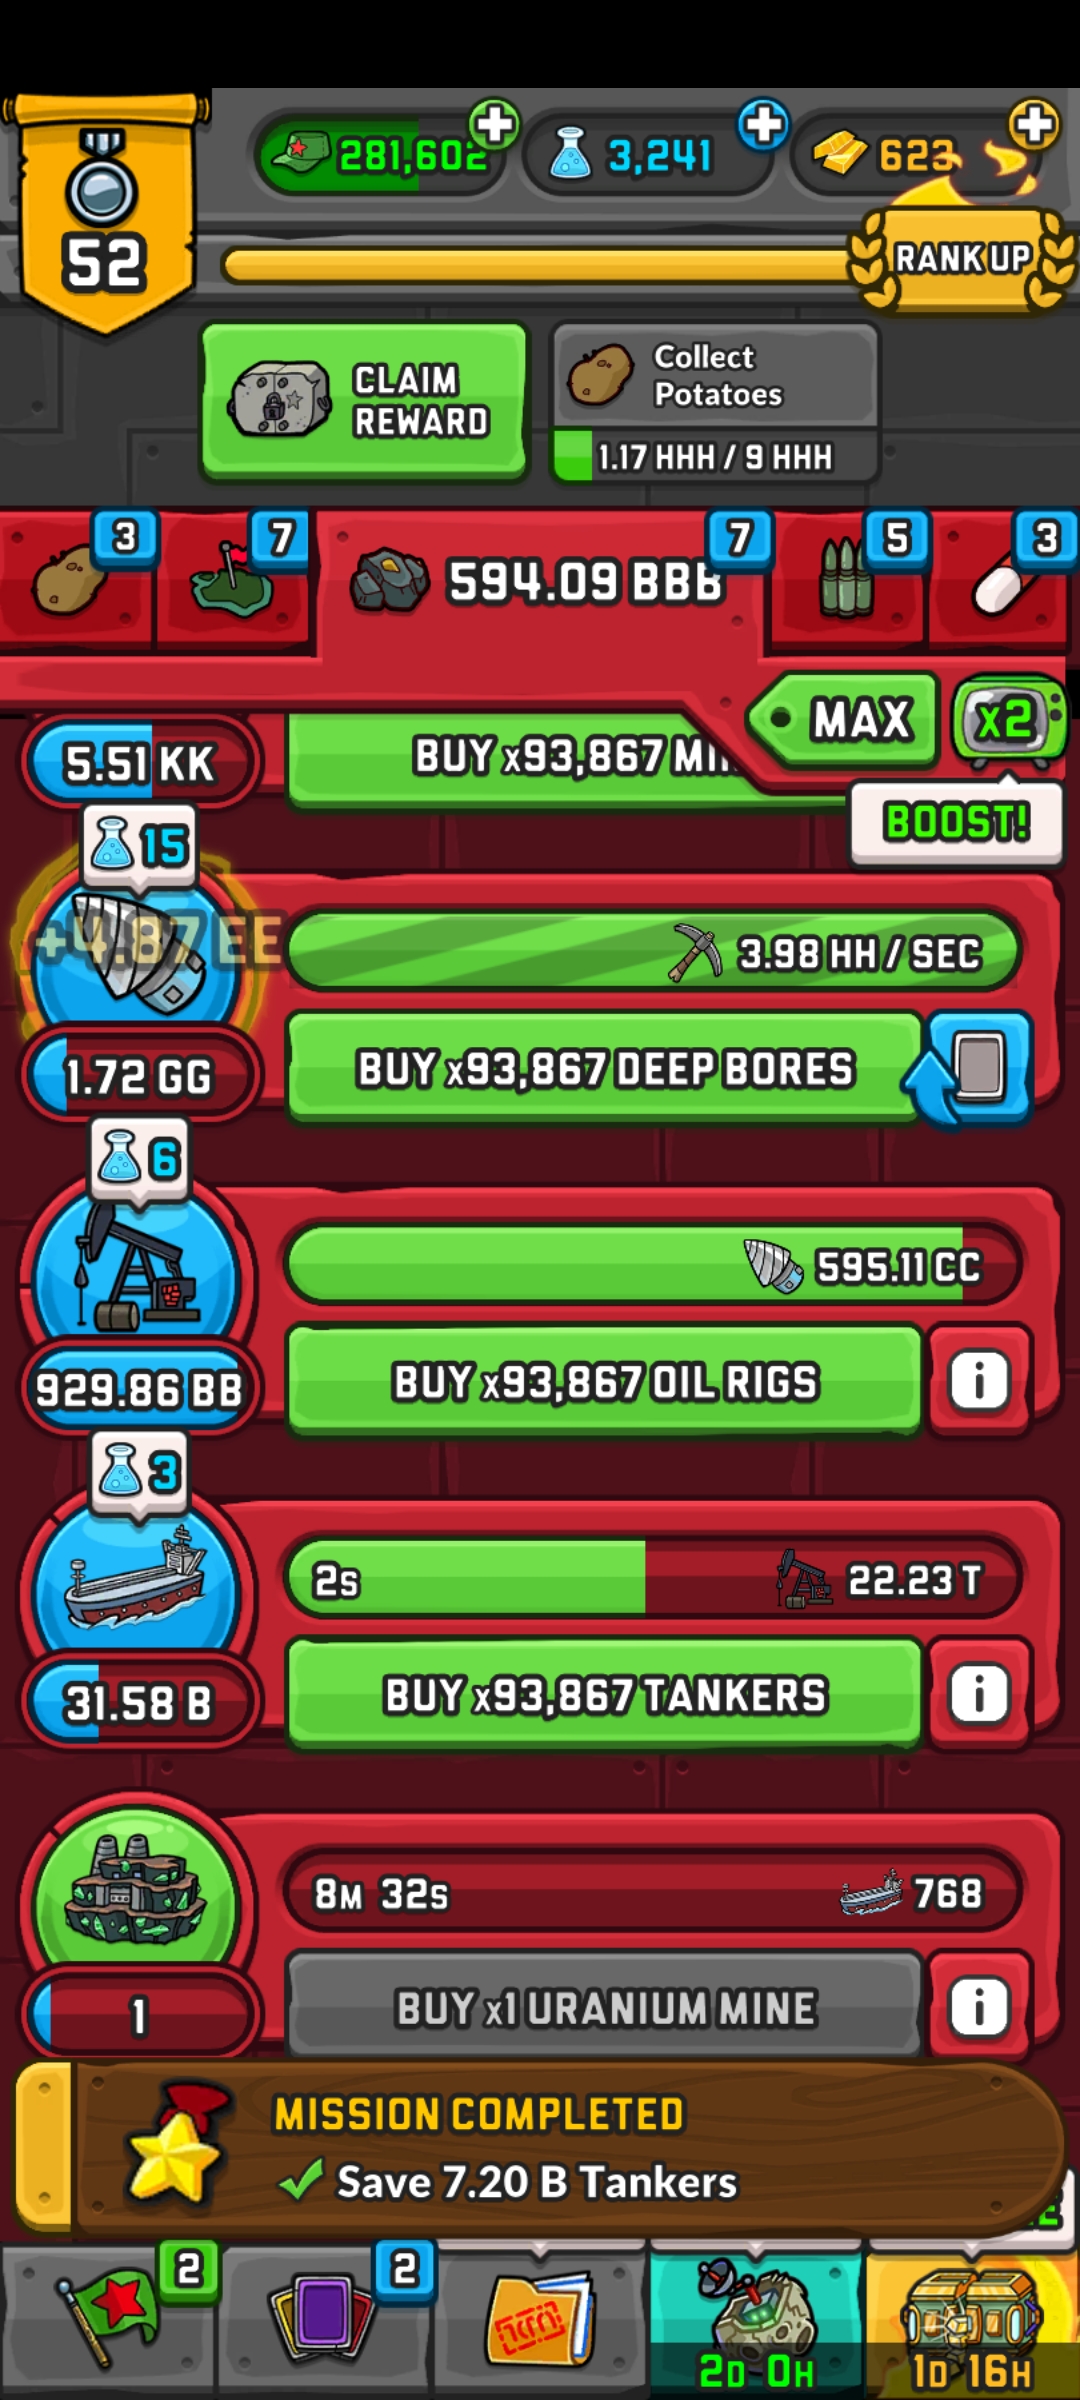 281,602
3,241
623
52
RANK UP
CLAIM
REWARD
Collect
Potatoes
1.17 HHH / 9 HHH
3
7
594.09 BBB
7
5
3
MAX
x2
BOOST!
5.51 KK
BUY x93,867
15
+4.87 EE
3.98 HH / SEC
1.72 GG
BUY x93,867 DEEP BORES
6
595.11 CC
929.86 BB
BUY x93,867 OIL RIGS
i
3
2s
22.23 T
31.58 B
BUY x93,867 TANKERS
i
8M 32s
768
1
BUY x1 URANIUM MINE
i
MISSION COMPLETED
Save 7.20 B Tankers
2
2
2D 0H
1D 16H